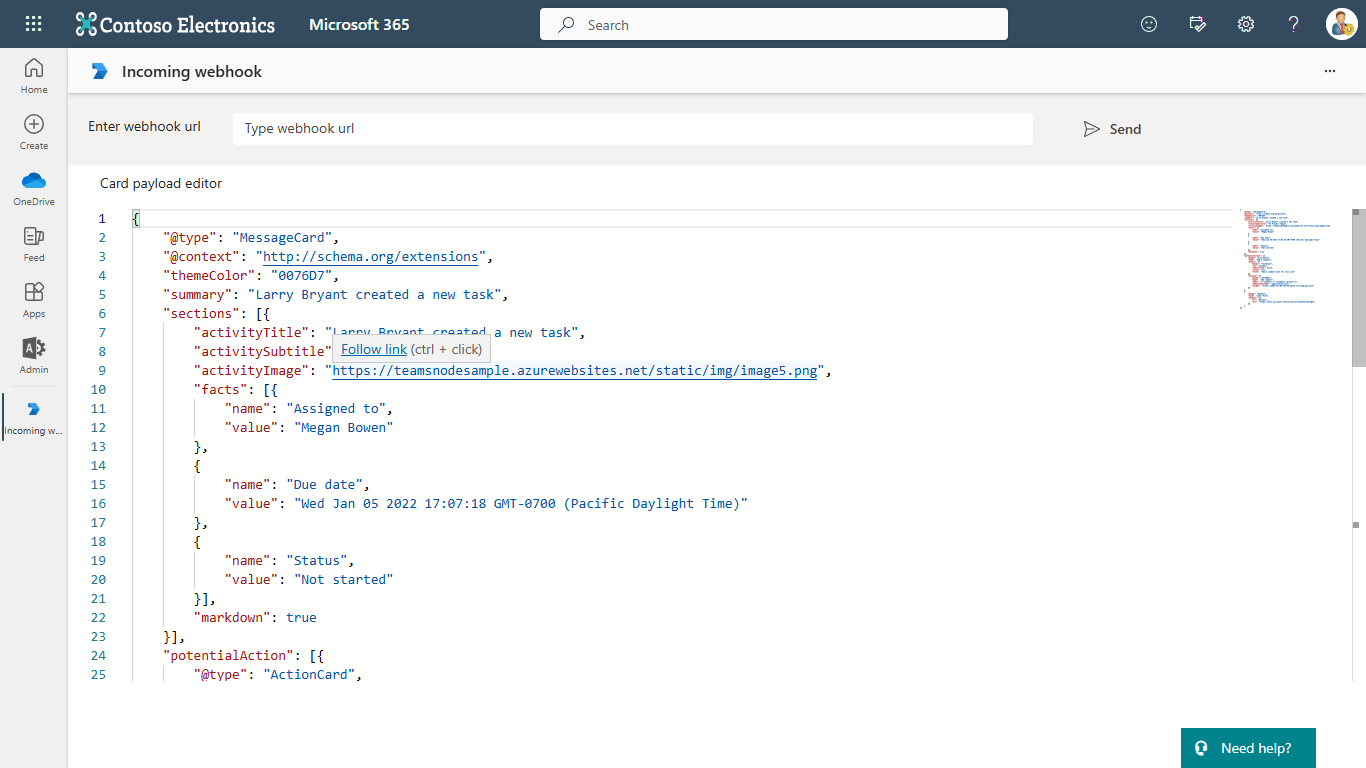 Contoso Electronics
Microsoft 365
Search
Home
Create
OneDrive
Feed
Apps
Admin
Incoming w...
Incoming webhook
Enter webhook url
Type webhook url
Send
Card payload editor
1 {
2 "@type": "MessageCard",
3 "@context": "http://schema.org/extensions",
4 "themeColor": "0076D7",
5 "summary": "Larry Bryant created a new task",
6 "sections": [{
7 "activityTitle": "Larry Bryant created a new task",
8 "activitySubtitle"
Follow link (ctrl + click)
9 "activityImage": "https://teamsnodesample.azurewebsites.net/static/img/image5.png",
10 "facts": [{
11 "name": "Assigned to",
12 "value": "Megan Bowen"
13 },
14 {
15 "name": "Due date",
16 "value": "Wed Jan 05 2022 17:07:18 GMT-0700 (Pacific Daylight Time)"
17 },
18 {
19 "name": "Status",
20 "value": "Not started"
21 }],
22 "markdown": true
23 }],
24 "potentialAction": [{
25 "@type": "ActionCard",
Need help?